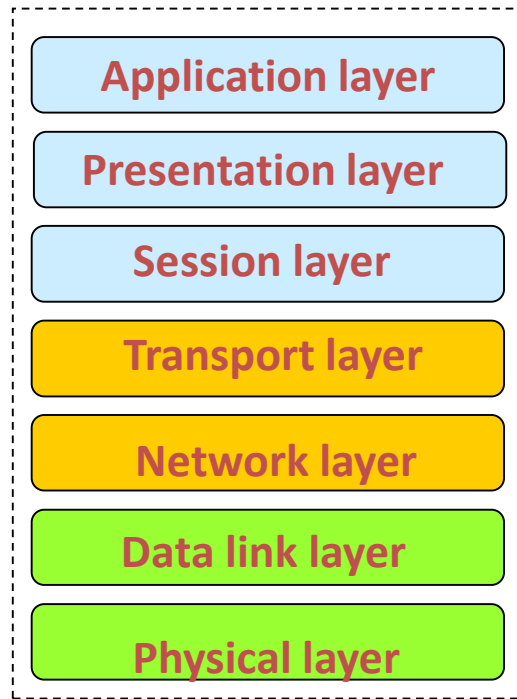 Application layer
Presentation layer
Session layer
Transport layer
Network layer
Data link layer
Physical layer